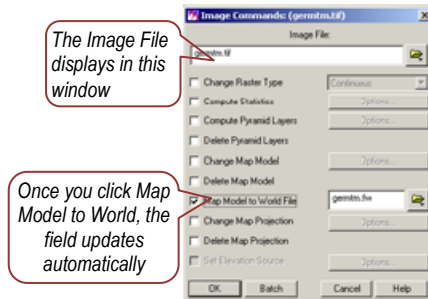 Image Commands: (germtm.tif)
Image File:
germtm.tif
The Image File
displays in this
window
Change Raster Type
Continuous
Compute Statistics
Options...
Compute Pyramid Layers
Options...
Delete Pyramid Layers
Change Map Model
Options...
Delete Map Model
Map Model to World File
germtm.tfw
Once you click Map
Model to World, the
field updates
automatically
Change Map Projection
Options...
Delete Map Projection
Set Elevation Source
Options...
OK
Batch
Cancel
Help